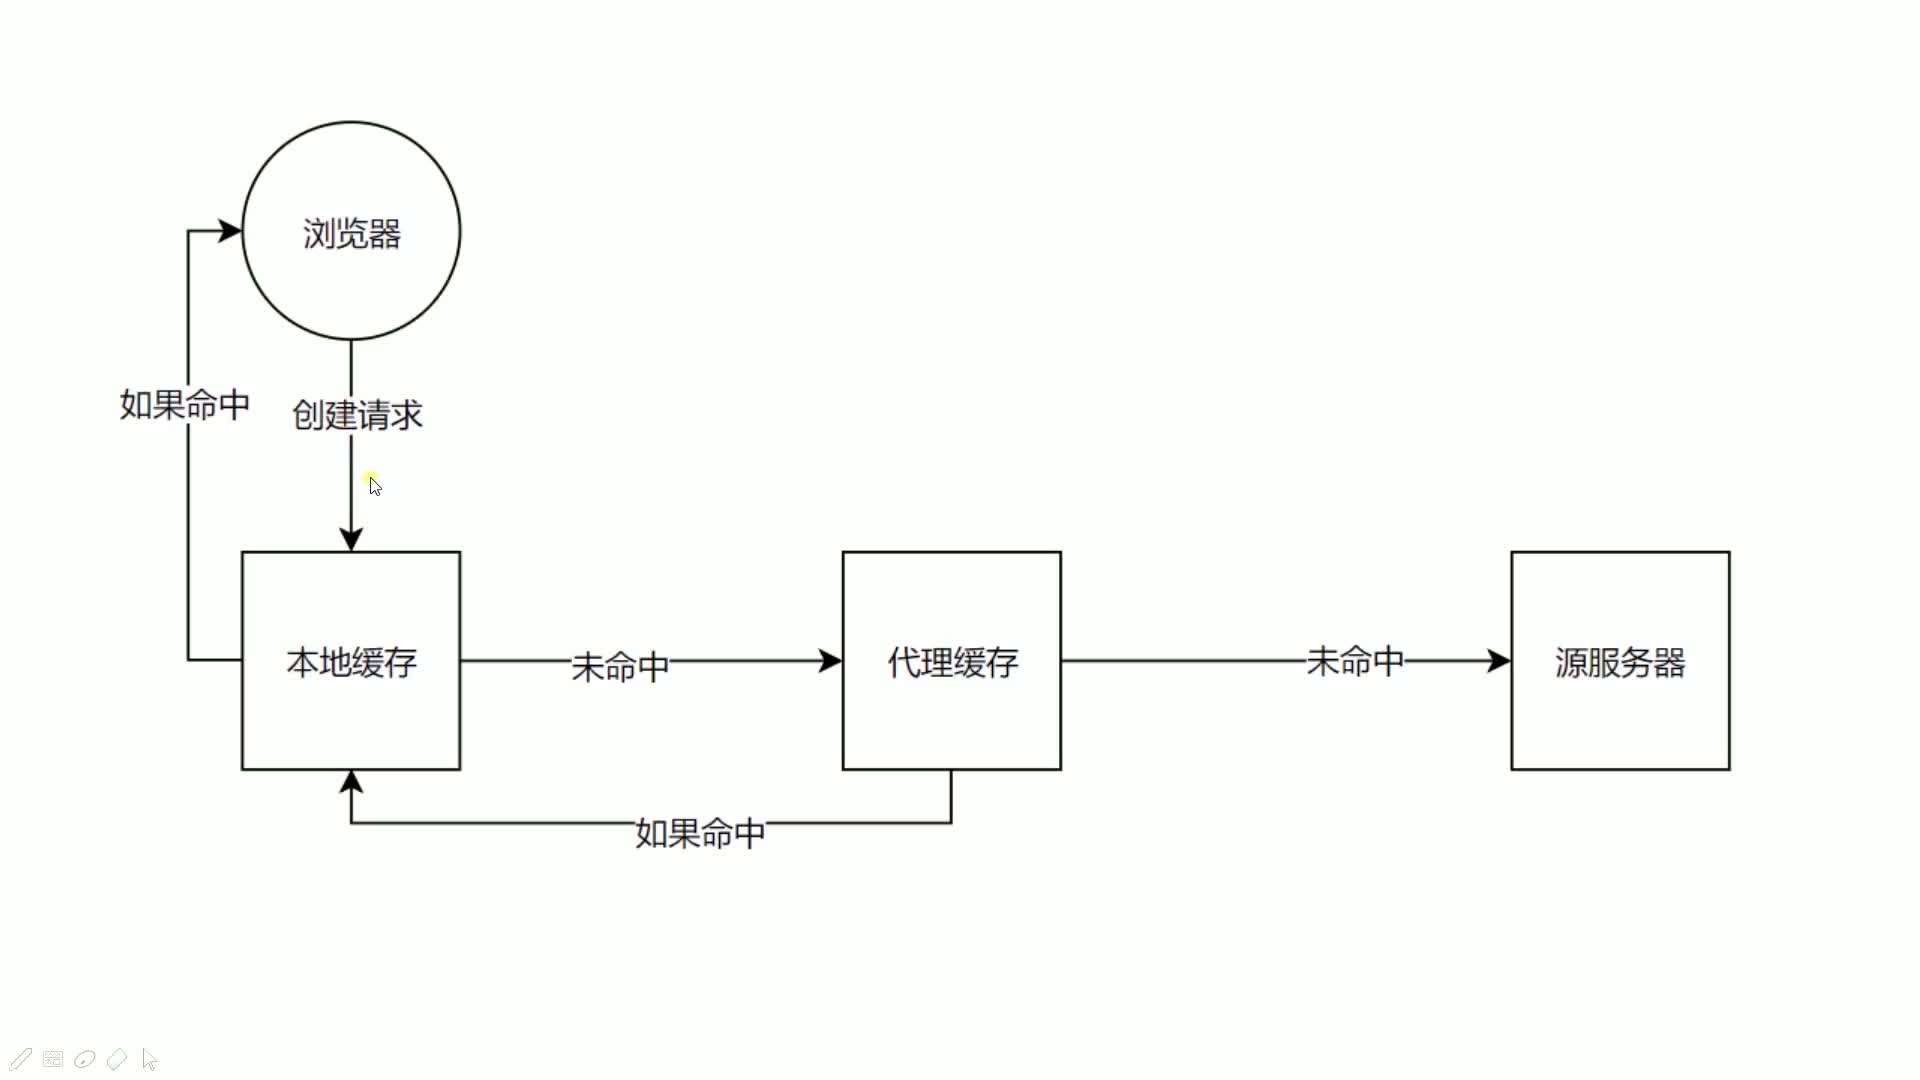 浏览器
如果命中
创建请求
本地缓存
未命中
代理缓存
未命中
源服务器
如果命中